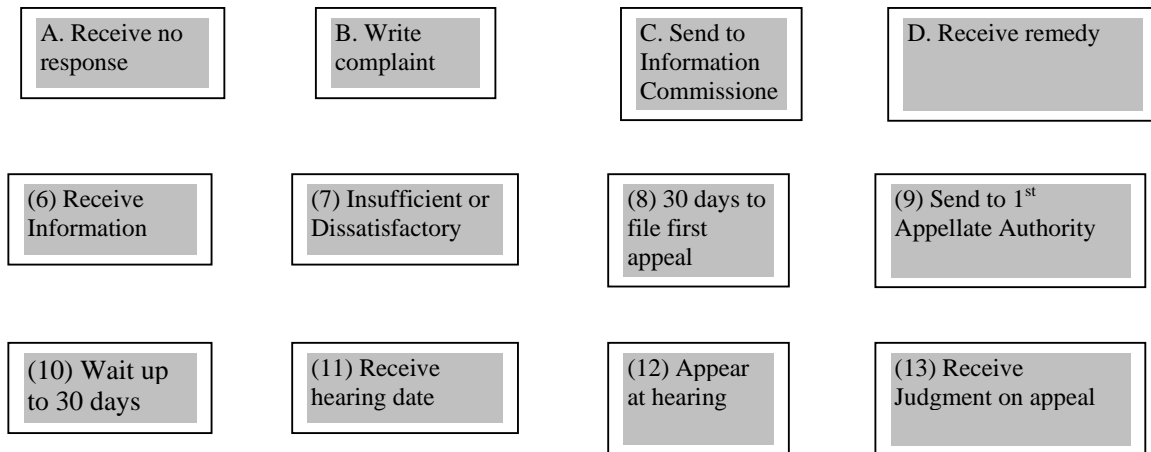 A. Receive no
response
B. Write
complaint
C. Send to
Information
Commissione
D. Receive remedy
(6) Receive
Information
(7) Insufficient or
Dissatisfactory
(8) 30 days to
file first
appeal
(9) Send to 1st
Appellate Authority
(10) Wait up
to 30 days
(11) Receive
hearing date
(12) Appear
at hearing
(13) Receive
Judgment on appeal